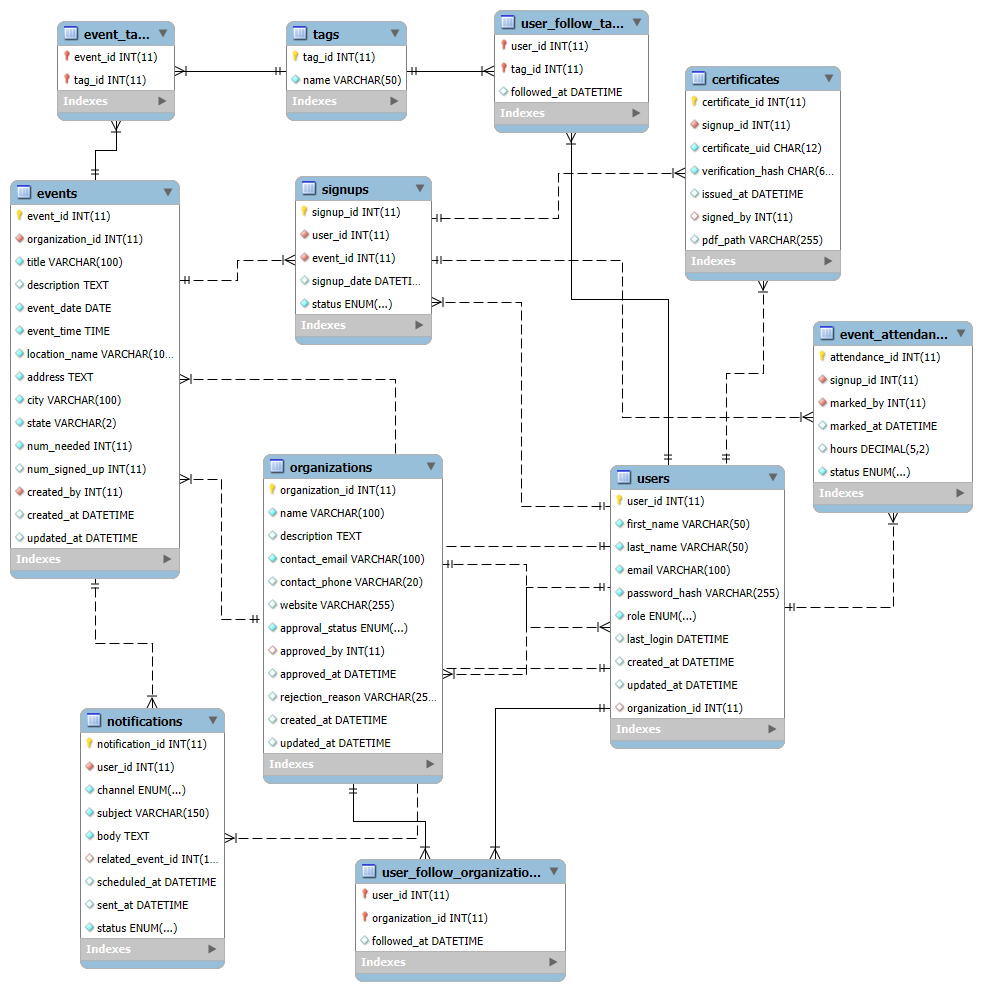 event_ta...
event_id INT(11)
tag_id INT(11)
Indexes
tags
tag_id INT(11)
name VARCHAR(50)
Indexes
user_follow_ta...
user_id INT(11)
tag_id INT(11)
followed_at DATETIME
Indexes
certificates
certificate_id INT(11)
signup_id INT(11)
certificate_uid CHAR(12)
verification_hash CHAR(6...
issued_at DATETIME
signed_by INT(11)
pdf_path VARCHAR(255)
Indexes
events
event_id INT(11)
organization_id INT(11)
title VARCHAR(100)
description TEXT
event_date DATE
event_time TIME
location_name VARCHAR(10...
address TEXT
city VARCHAR(100)
state VARCHAR(2)
num_needed INT(11)
num_signed_up INT(11)
created_by INT(11)
created_at DATETIME
updated_at DATETIME
Indexes
signups
signup_id INT(11)
user_id INT(11)
event_id INT(11)
signup_date DATETI...
status ENUM(...)
Indexes
event_attendan...
attendance_id INT(11)
signup_id INT(11)
marked_by INT(11)
marked_at DATETIME
hours DECIMAL(5,2)
status ENUM(...)
Indexes
organizations
organization_id INT(11)
name VARCHAR(100)
description TEXT
contact_email VARCHAR(100)
contact_phone VARCHAR(20)
website VARCHAR(255)
approval_status ENUM(...)
approved_by INT(11)
approved_at DATETIME
rejection_reason VARCHAR(25...
created_at DATETIME
updated_at DATETIME
Indexes
users
user_id INT(11)
first_name VARCHAR(50)
last_name VARCHAR(50)
email VARCHAR(100)
password_hash VARCHAR(255)
role ENUM(...)
last_login DATETIME
created_at DATETIME
updated_at DATETIME
organization_id INT(11)
Indexes
notifications
notification_id INT(11)
user_id INT(11)
channel ENUM(...)
subject VARCHAR(150)
body TEXT
related_event_id INT(1...
scheduled_at DATETIME
sent_at DATETIME
status ENUM(...)
Indexes
user_follow_organizatio...
user_id INT(11)
organization_id INT(11)
followed_at DATETIME
Indexes